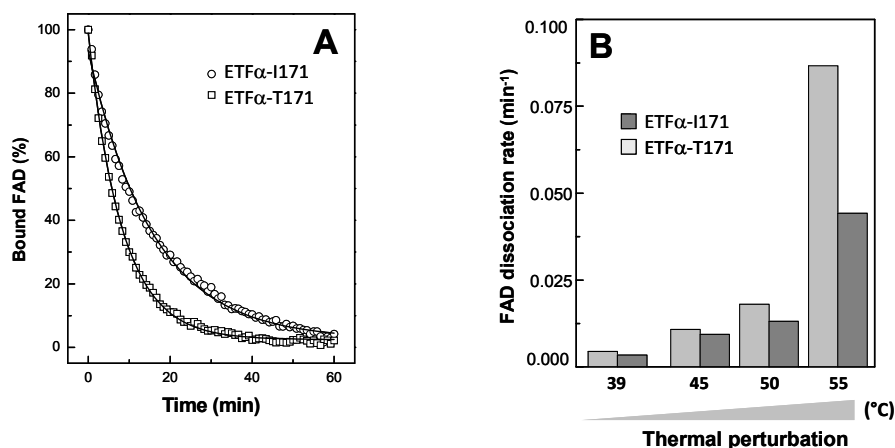 A
ETFα-I171
ETFα-T171
Bound FAD (%)
100
80
60
40
20
0
0 20 40 60
Time (min)
B
ETFα-I171
ETFα-T171
FAD dissociation rate (min⁻¹)
0.100
0.075
0.050
0.025
0.000
39 45 50 55
(°C)
Thermal perturbation